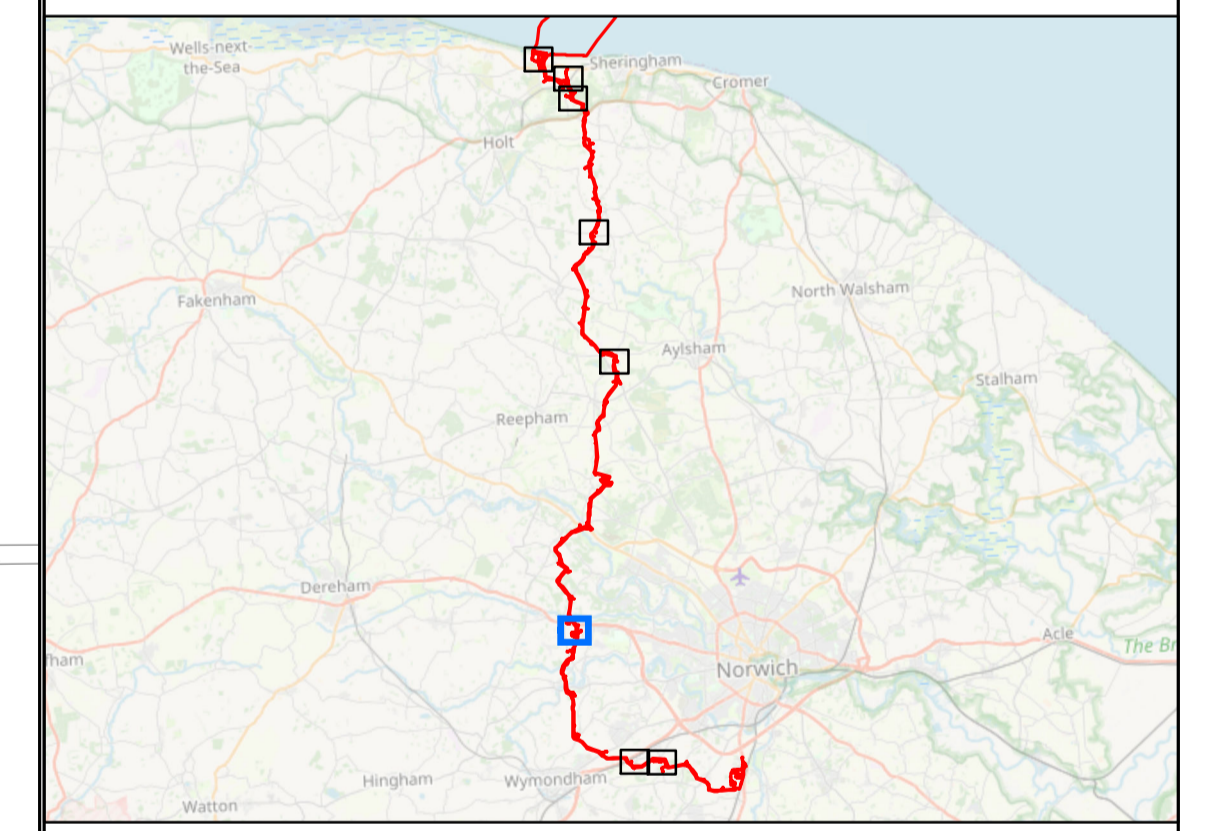 Wells-next-
the-Sea
Sheringham
Cromer
Holt
Fakenham
North Walsham
Aylsham
Stalham
Reepham
Dereham
Acle
The Br
fham
Norwich
Hingham
Wymondham
Watton